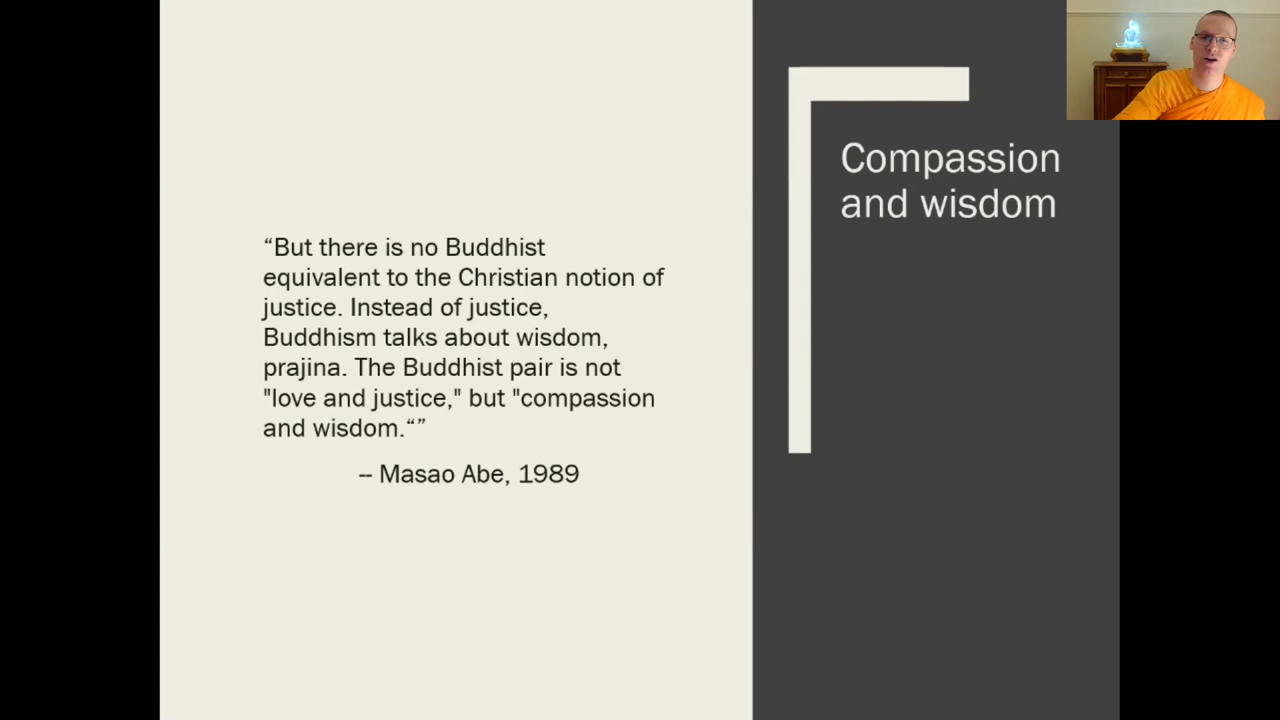 “But there is no Buddhist
equivalent to the Christian notion of
justice. Instead of justice,
Buddhism talks about wisdom,
prajina. The Buddhist pair is not
"love and justice," but "compassion
and wisdom.“”
-- Masao Abe, 1989
Compassion
and wisdom